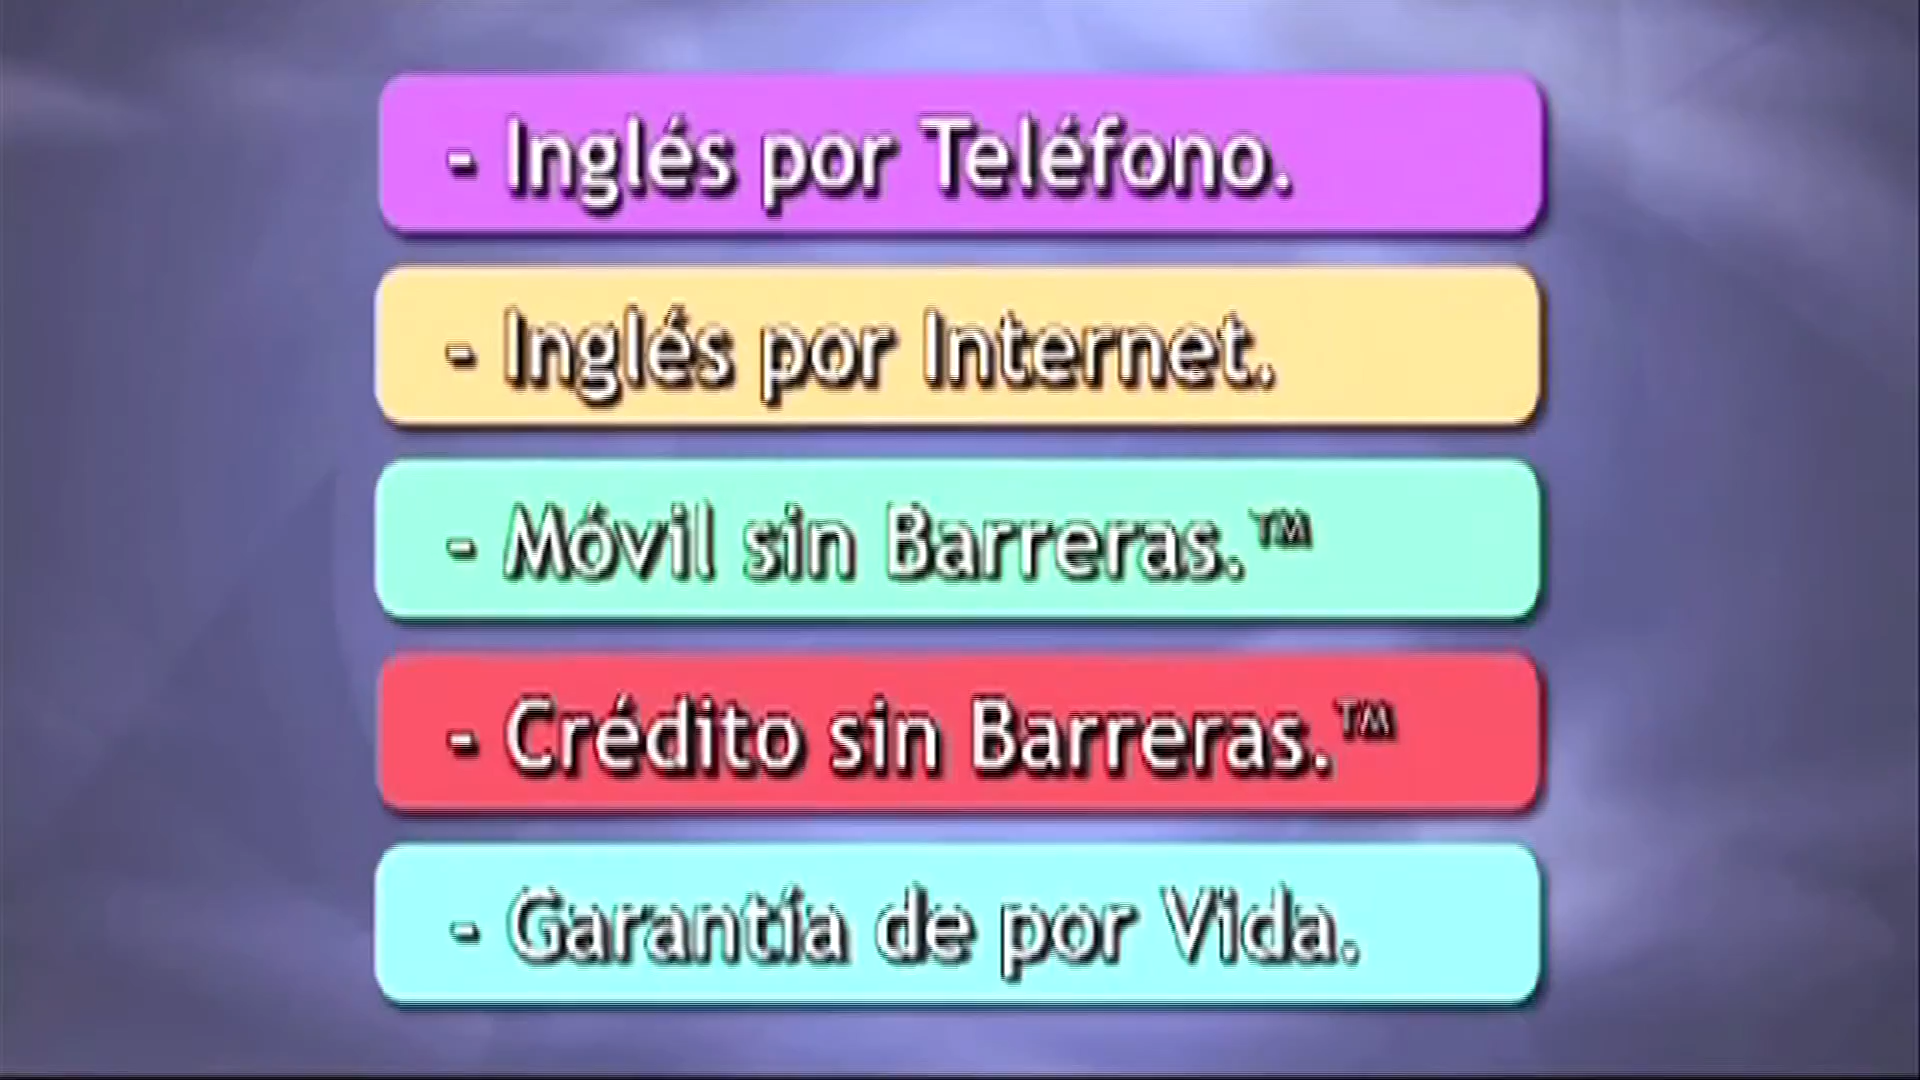 - Inglés por Teléfono.
- Inglés por Internet.
- Móvil sin Barreras.™
- Crédito sin Barreras.™
- Garantía de por Vida.